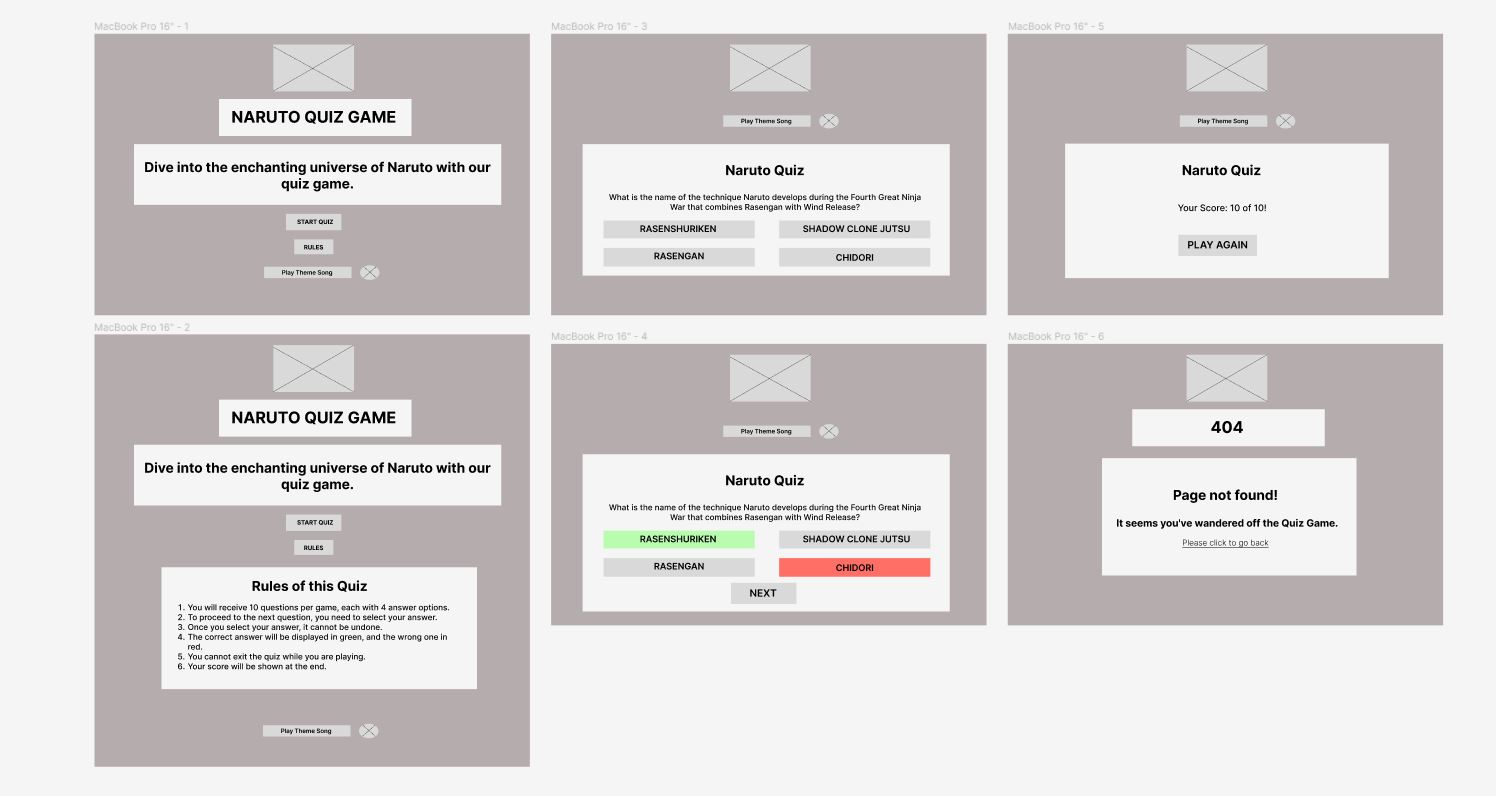 MacBook Pro 16" - 1
NARUTO QUIZ GAME
Dive into the enchanting universe of Naruto with our
quiz game.
START QUIZ
RULES
Play Theme Song
MacBook Pro 16" - 2
NARUTO QUIZ GAME
Dive into the enchanting universe of Naruto with our
quiz game.
START QUIZ
RULES
Rules of this Quiz
1. You will receive 10 questions per game, each with 4 answer options.
2. To proceed to the next question, you need to select your answer.
3. Once you select your answer, it cannot be undone.
4. The correct answer will be displayed in green, and the wrong one in
red.
5. You cannot exit the quiz while you are playing.
6. Your score will be shown at the end.
Play Theme Song
MacBook Pro 16" - 3
Play Theme Song
Naruto Quiz
What is the name of the technique Naruto develops during the Fourth Great Ninja
War that combines Rasengan with Wind Release?
RASENSHURIKEN
SHADOW CLONE JUTSU
RASENGAN
CHIDORI
MacBook Pro 16" - 4
Play Theme Song
Naruto Quiz
What is the name of the technique Naruto develops during the Fourth Great Ninja
War that combines Rasengan with Wind Release?
RASENSHURIKEN
SHADOW CLONE JUTSU
RASENGAN
CHIDORI
NEXT
MacBook Pro 16" - 5
Play Theme Song
Naruto Quiz
Your Score: 10 of 10!
PLAY AGAIN
MacBook Pro 16" - 6
404
Page not found!
It seems you've wandered off the Quiz Game.
Please click to go back